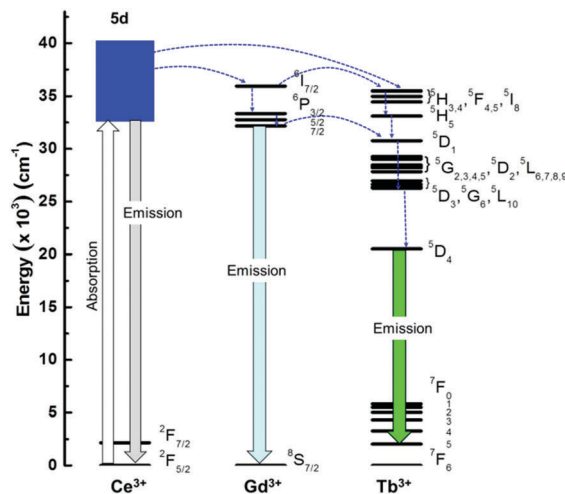 5d
40
35
30
25
20
15
10
5
0
Energy (x 10³) (cm⁻¹)
Absorption
Emission
²F₇/₂
²F₅/₂
Ce³⁺
⁶I₇/₂
⁶P₃/₂
5/2
7/2
Emission
⁸S₇/₂
Gd³⁺
}⁵H₃,₄,⁵F₄,₅,⁵I₈
⁵H₅
⁵D₁
}⁵G₂,₃,₄,₅,⁵D₂,⁵L₆,₇,₈,₉
}⁵D₃,⁵G₆,⁵L₁₀
⁵D₄
Emission
⁷F₀
1
2
3
4
5
⁷F₆
Tb³⁺